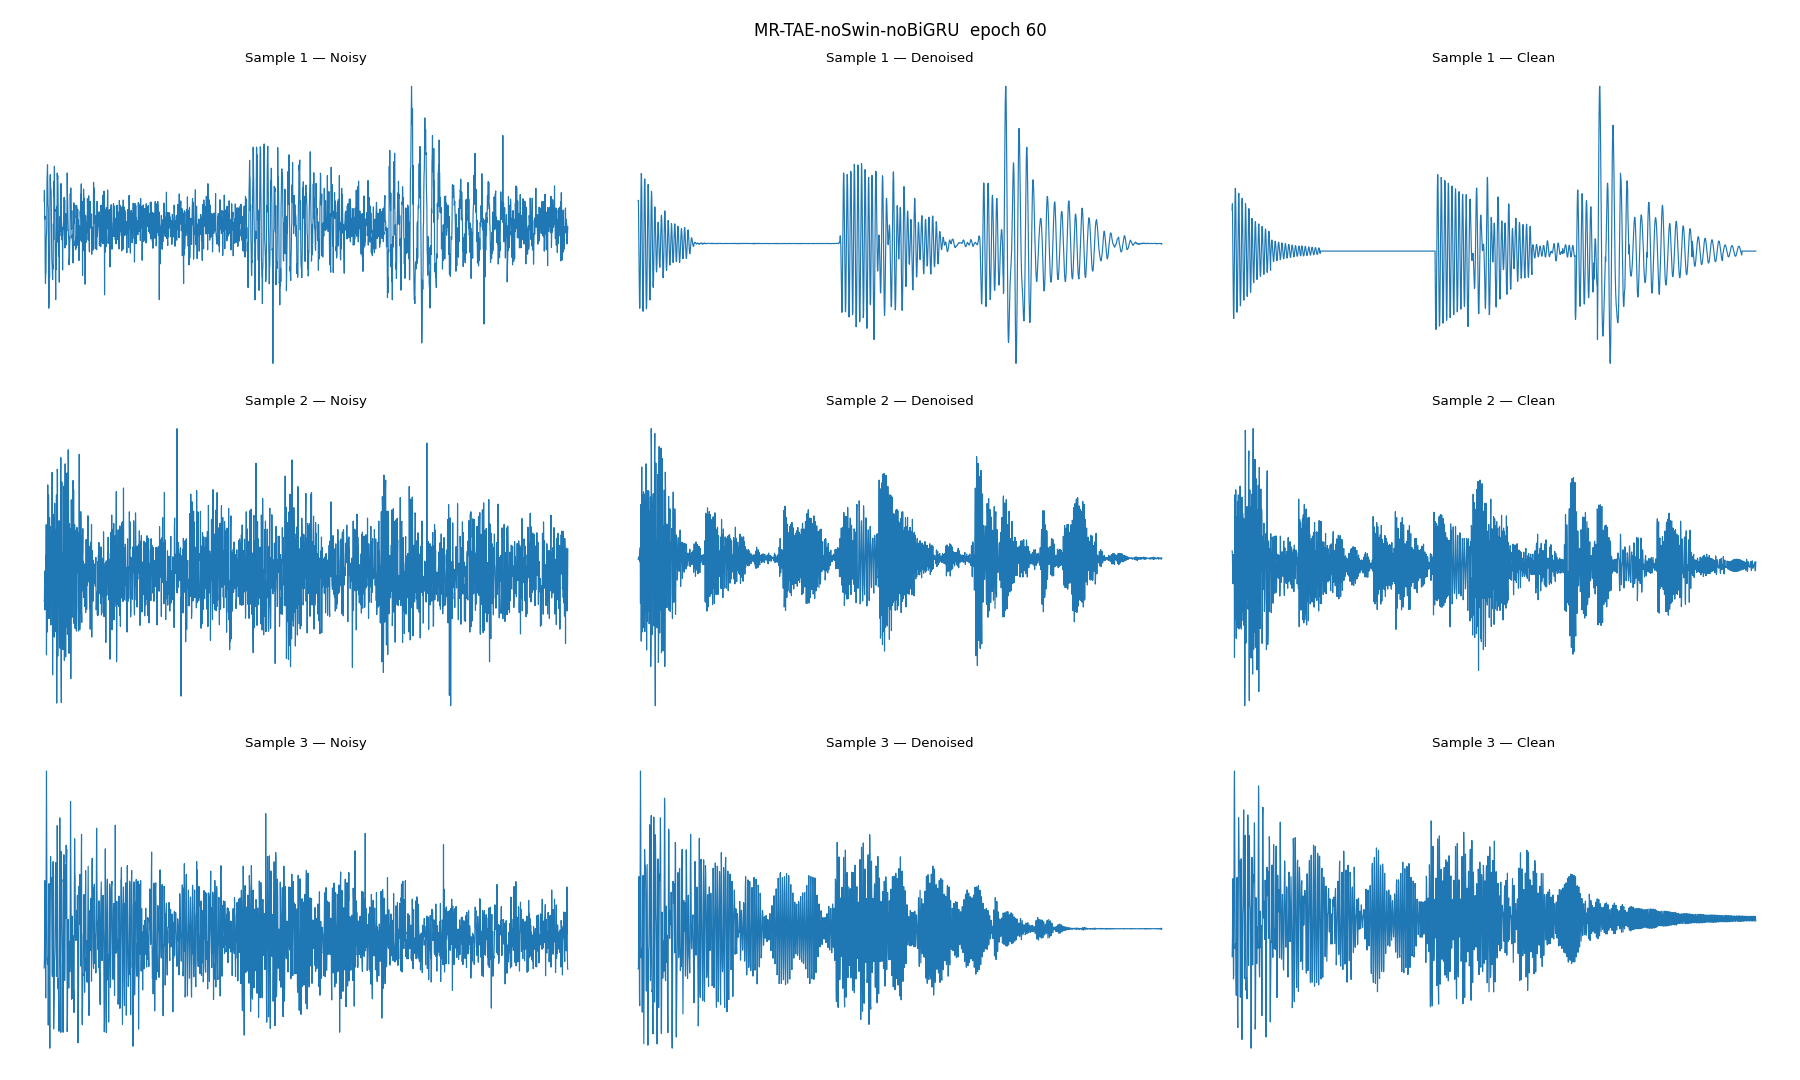 MR-TAE-noSwin-noBiGRU  epoch 60
Sample 1 — Noisy
Sample 1 — Denoised
Sample 1 — Clean
Sample 2 — Noisy
Sample 2 — Denoised
Sample 2 — Clean
Sample 3 — Noisy
Sample 3 — Denoised
Sample 3 — Clean